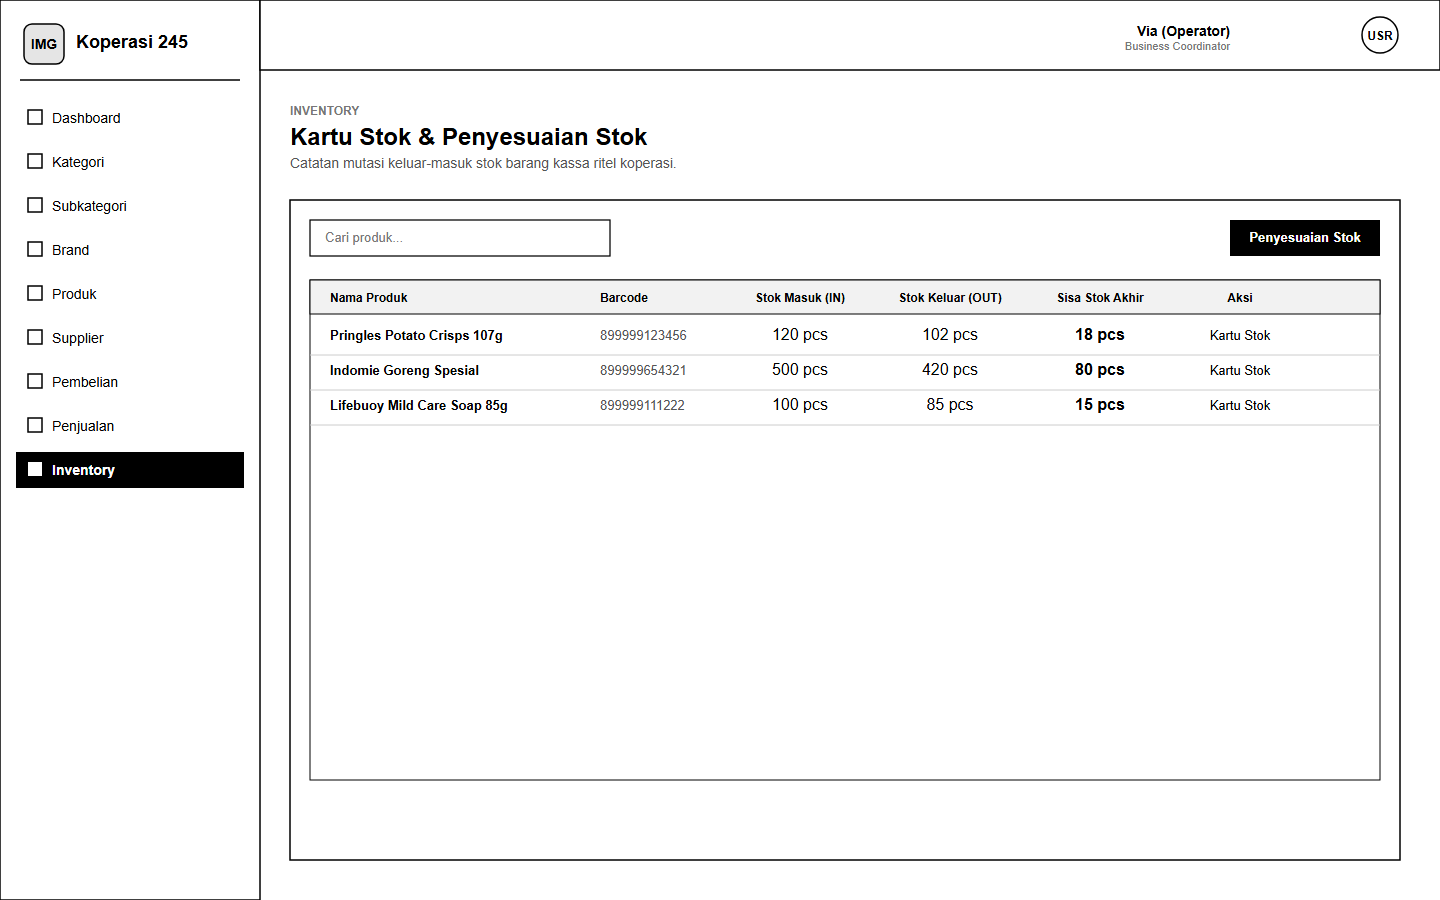 IMG Koperasi 245
Via (Operator)
Business Coordinator
USR
Dashboard
Kategori
Subkategori
Brand
Produk
Supplier
Pembelian
Penjualan
Inventory
INVENTORY
Kartu Stok & Penyesuaian Stok
Catatan mutasi keluar-masuk stok barang kassa ritel koperasi.
Cari produk...
Penyesuaian Stok
Nama Produk Barcode Stok Masuk (IN) Stok Keluar (OUT) Sisa Stok Akhir Aksi
Pringles Potato Crisps 107g 899999123456 120 pcs 102 pcs 18 pcs Kartu Stok
Indomie Goreng Spesial 899999654321 500 pcs 420 pcs 80 pcs Kartu Stok
Lifebuoy Mild Care Soap 85g 899999111222 100 pcs 85 pcs 15 pcs Kartu Stok